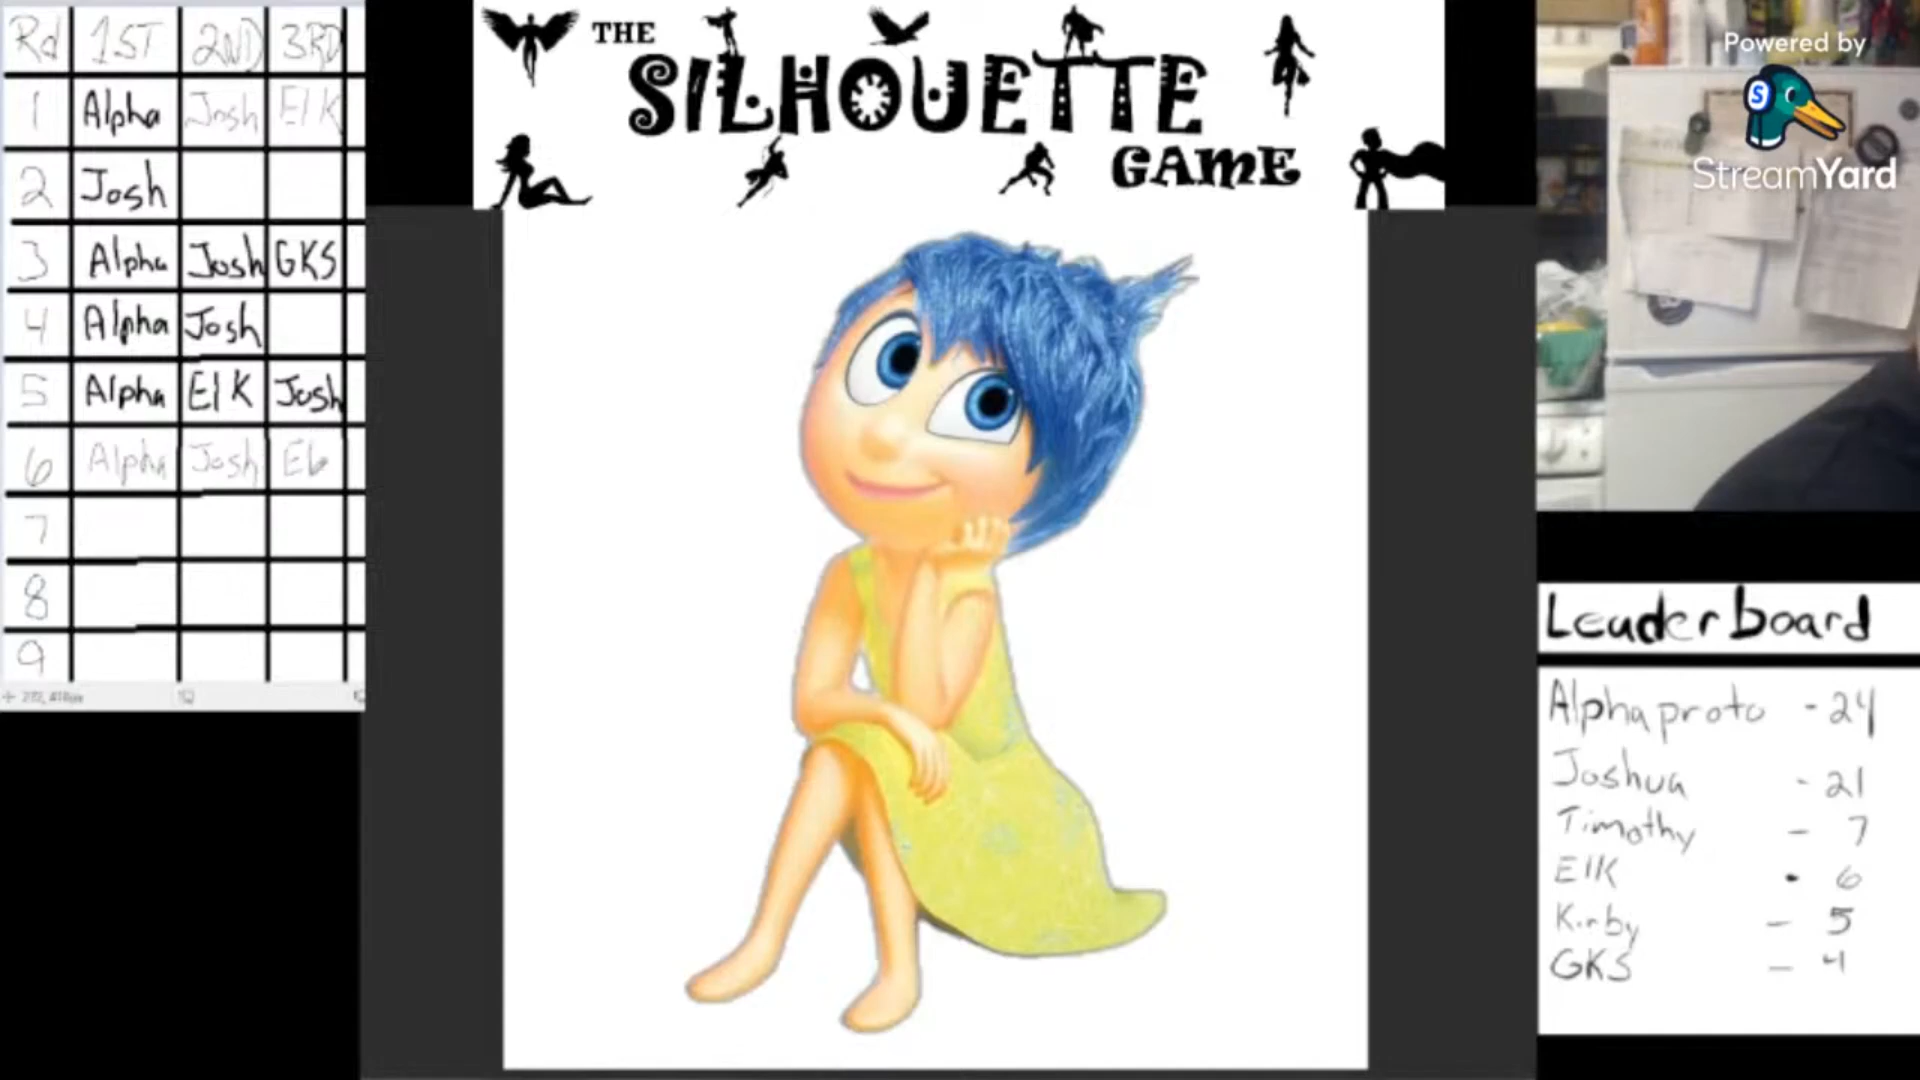 Rd 1ST 2ND 3RD
1 Alpha Josh Elk
2 Josh
3 Alpha Josh GKS
4 Alpha Josh
5 Alpha Elk Josh
6 Alpha Josh
7
8
9
THE
SILHOUETTE
GAME
Powered by
S
StreamYard
Leaderboard
Alphaproto - 24
Joshua - 21
Timothy - 7
Elk • 6
Kirby - 5
GKS - 4